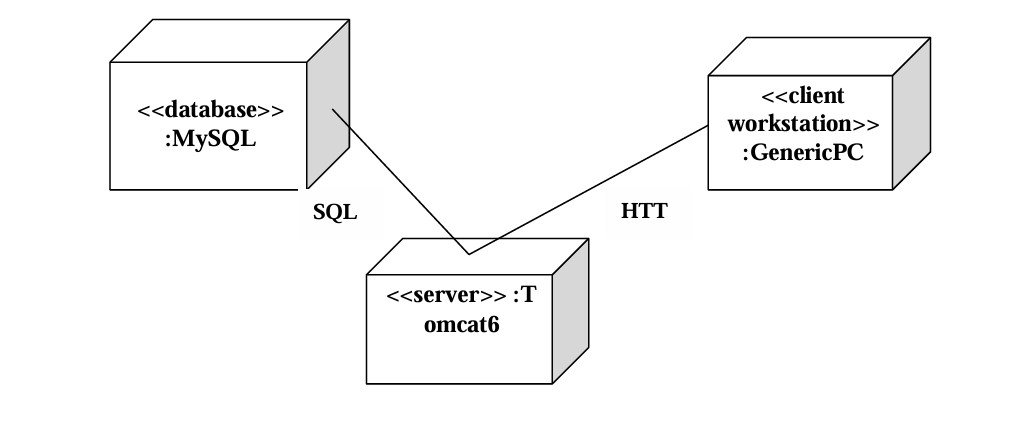 <<database>>
:MySQL
<<client
workstation>>
:GenericPC
SQL
HTT
<<server>> :T
omcat6